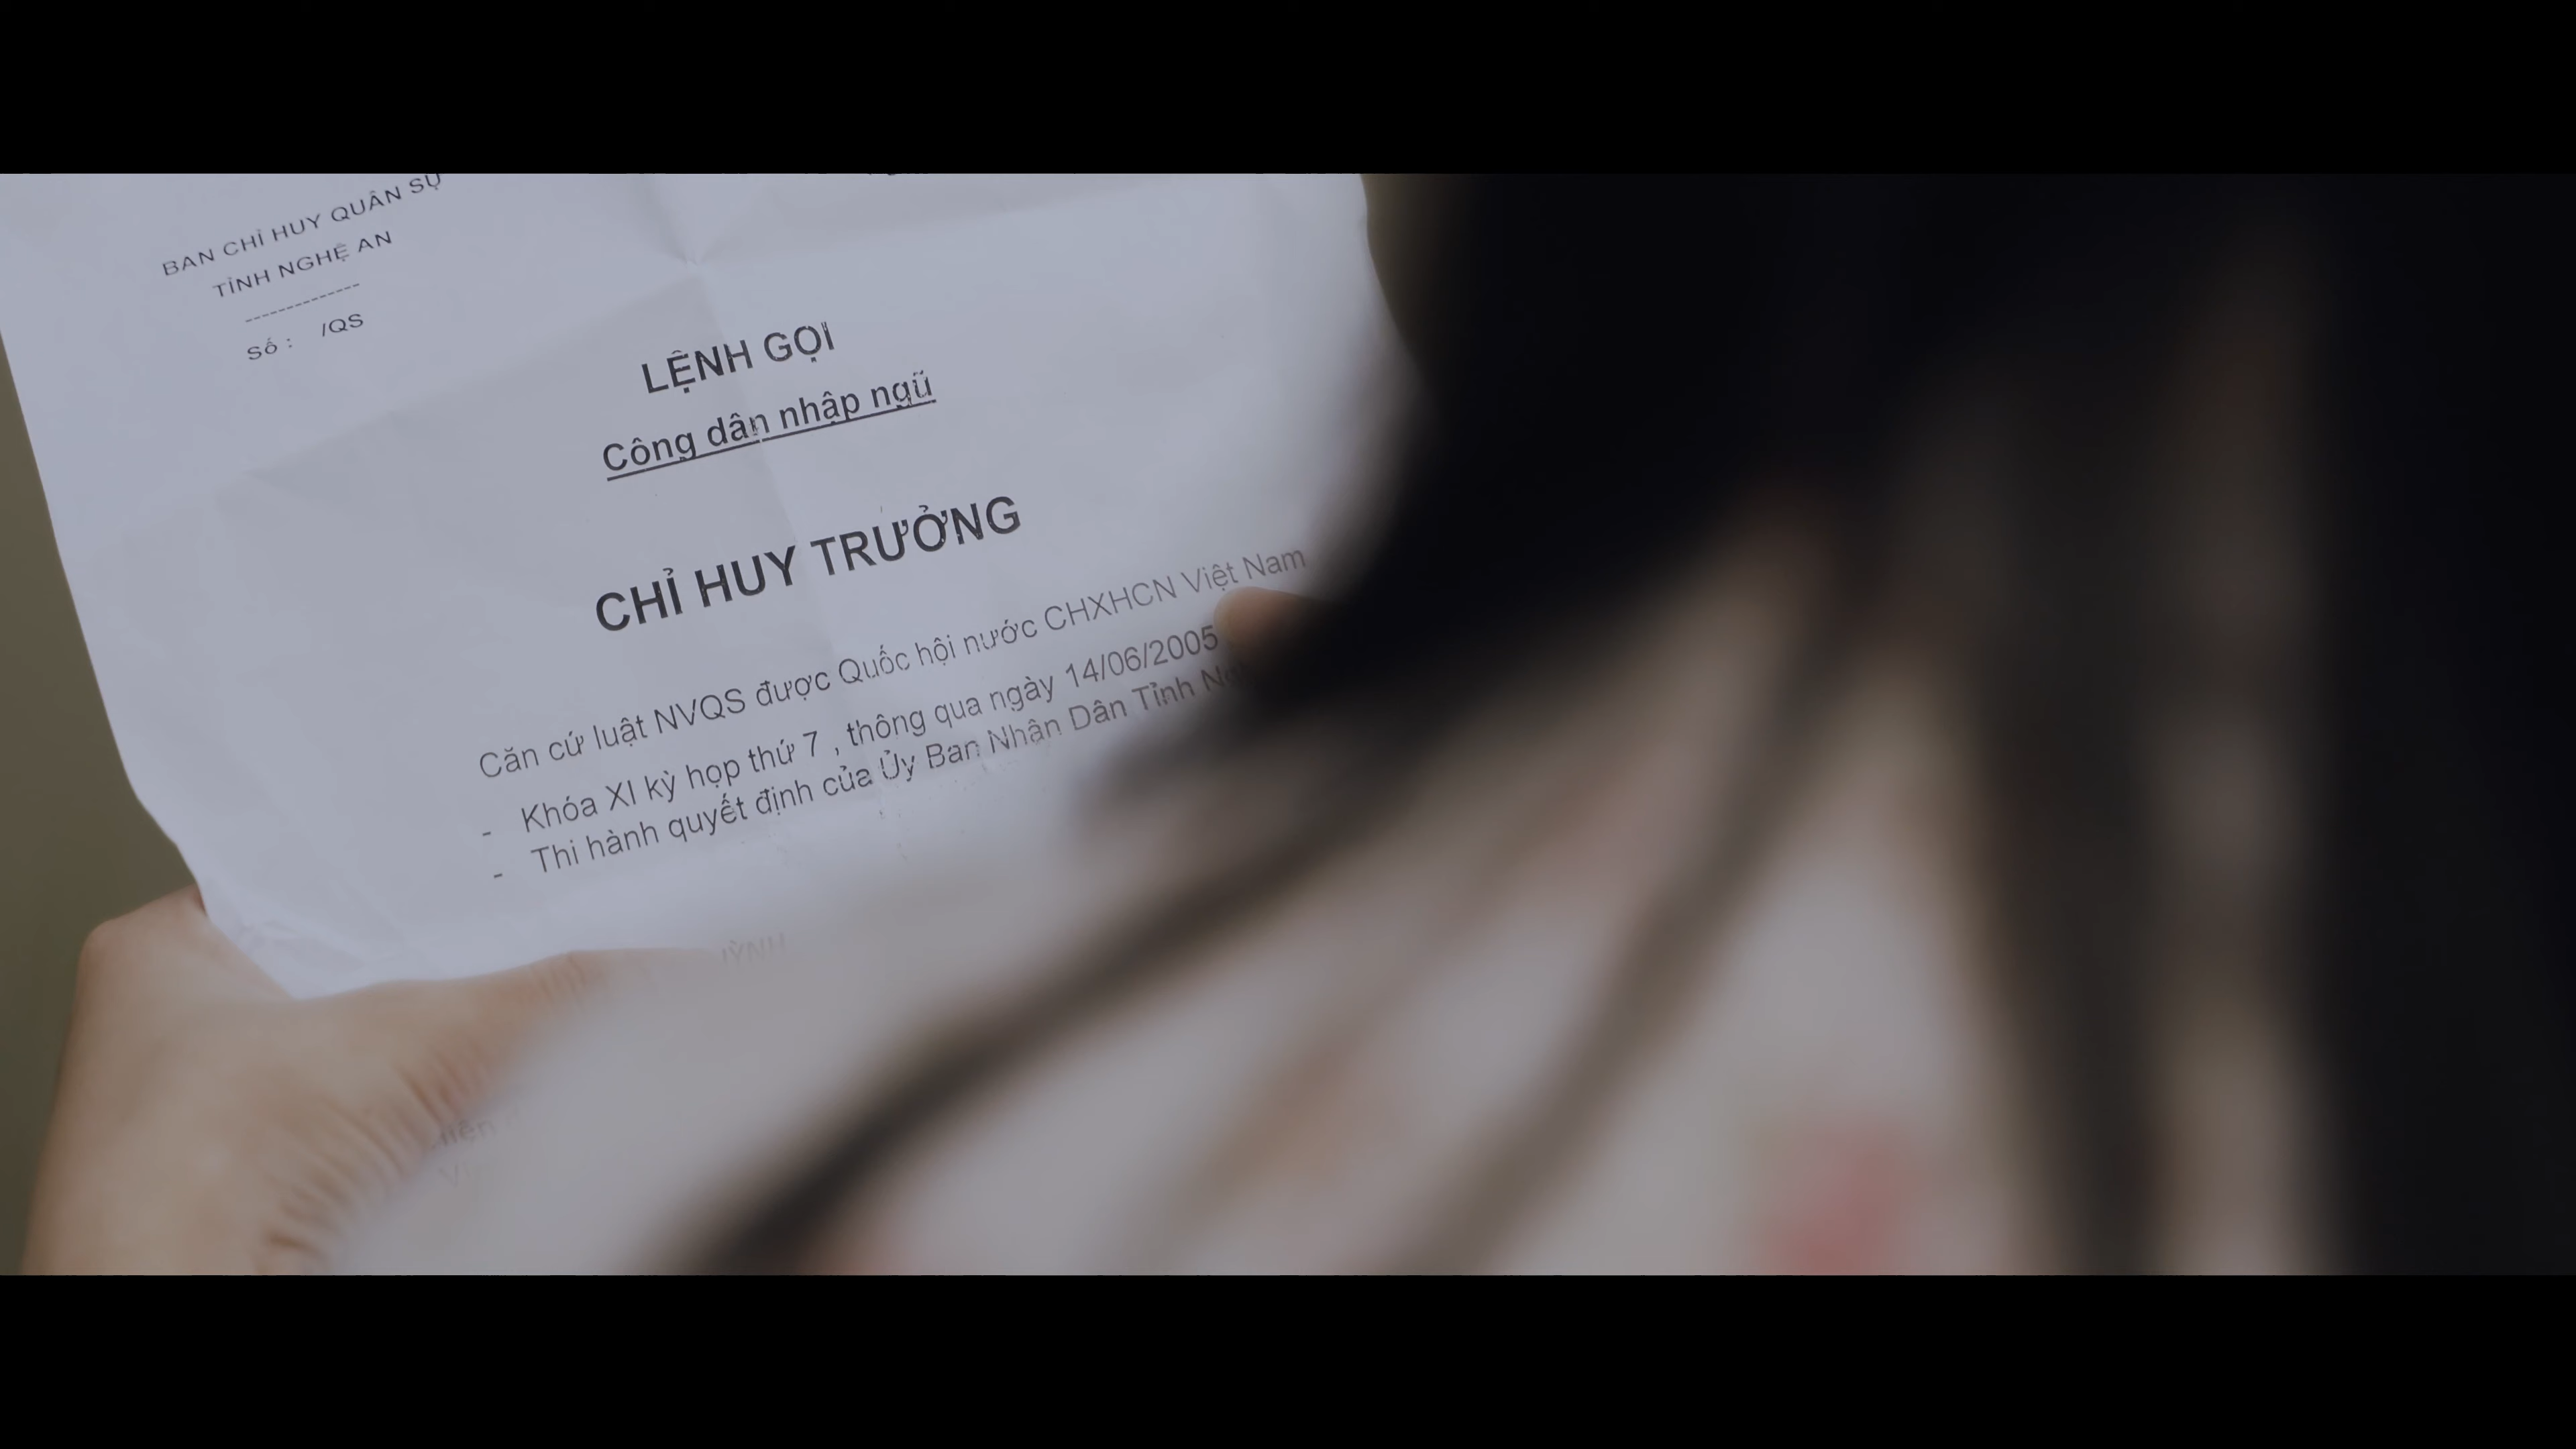 BAN CHỈ HUY QUÂN SỰ
TỈNH NGHỆ AN
--------------
Số : /QS
LỆNH GỌI
Công dân nhập ngũ
CHỈ HUY TRƯỞNG
Căn cứ luật NVQS được Quốc hội nước CHXHCN Việt Nam
- Khóa XI kỳ họp thứ 7 , thông qua ngày 14/06/2005
- Thi hành quyết định của Ủy Ban Nhân Dân Tỉnh